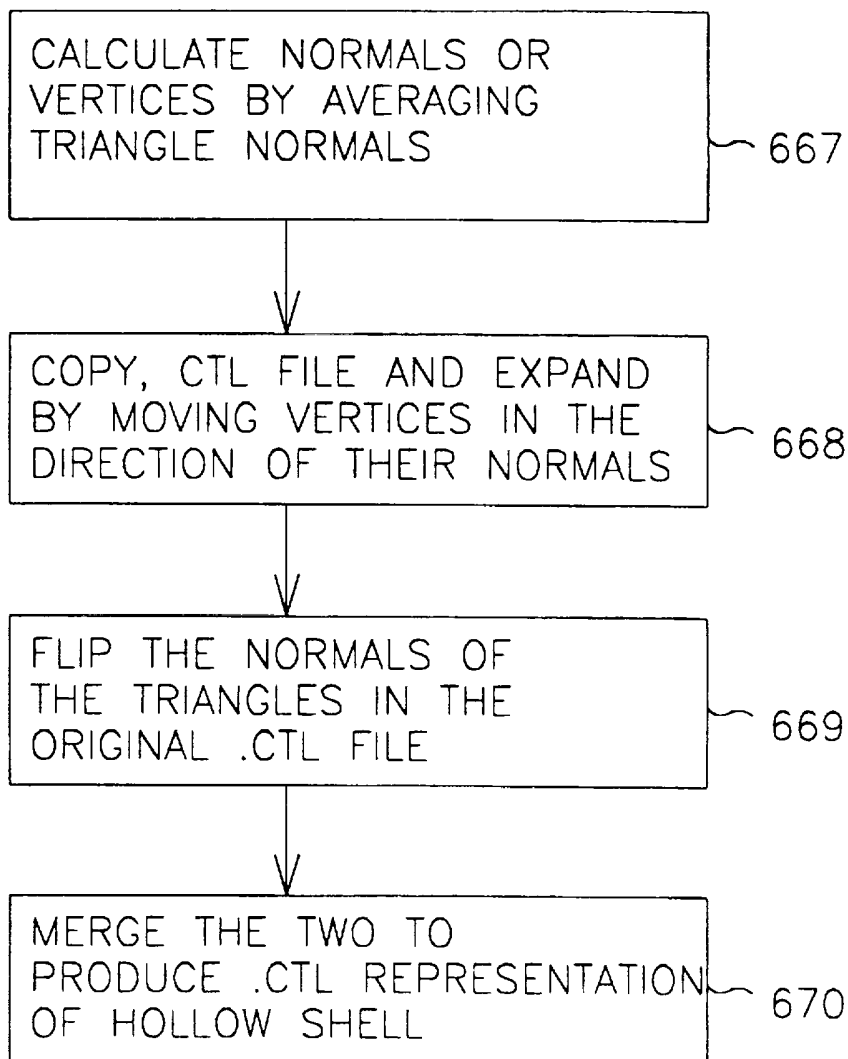 CALCULATE NORMALS OR
VERTICES BY AVERAGING
TRIANGLE NORMALS
667
COPY, CTL FILE AND EXPAND
BY MOVING VERTICES IN THE
DIRECTION OF THEIR NORMALS
668
FLIP THE NORMALS OF
THE TRIANGLES IN THE
ORIGINAL .CTL FILE
669
MERGE THE TWO TO
PRODUCE .CTL REPRESENTATION
OF HOLLOW SHELL
670